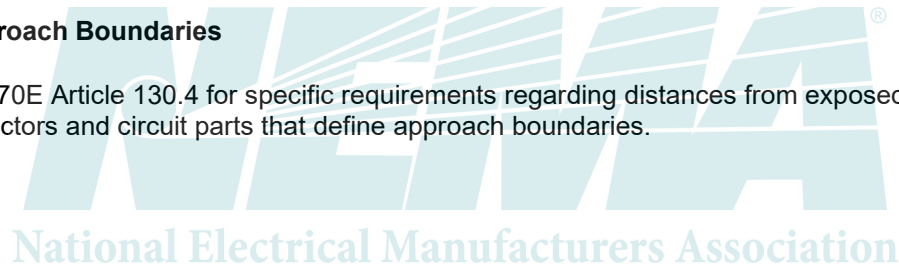 roach Boundaries
®
70E Article 130.4 for specific requirements regarding distances from exposed
ctors and circuit parts that define approach boundaries.
NEMA
National Electrical Manufacturers Association